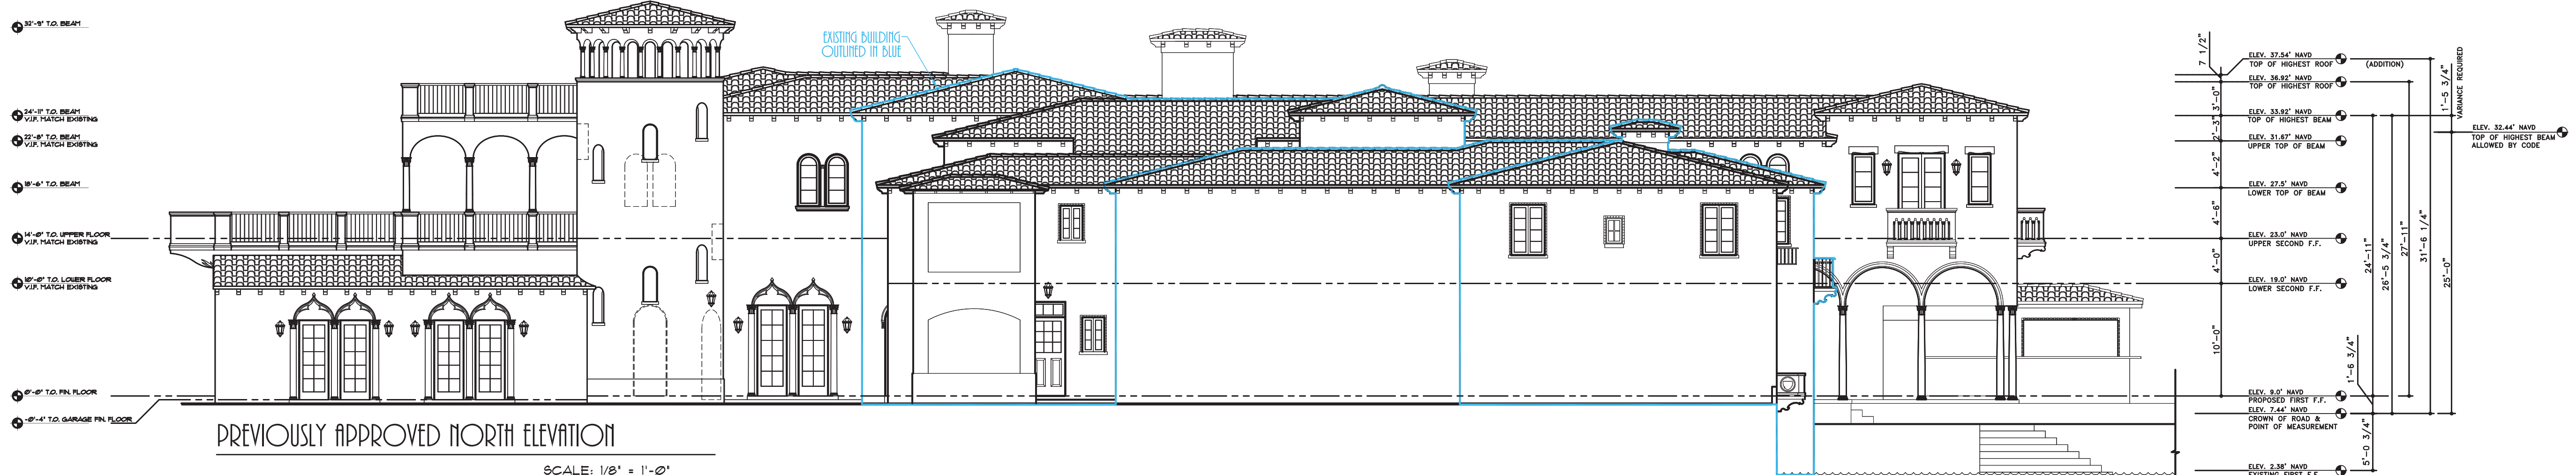 32'-9" T.O. BEAM
24'-11" T.O. BEAM
V.I.F. MATCH EXISTING
22'-8" T.O. BEAM
V.I.F. MATCH EXISTING
18'-6" T.O. BEAM
14'-0" T.O. UPPER FLOOR
V.I.F. MATCH EXISTING
10'-0" T.O. LOWER FLOOR
V.I.F. MATCH EXISTING
0'-0" T.O. FIN. FLOOR
-0'-4" T.O. GARAGE FIN. FLOOR
EXISTING BUILDING
OUTLINED IN BLUE
PREVIOUSLY APPROVED NORTH ELEVATION
SCALE: 1/8" = 1'-0"
7 1/2"
3'-0"
2'-3"
4'-2"
4'-6"
4'-0"
10'-0"
ELEV. 37.54' NAVD
TOP OF HIGHEST ROOF
(ADDITION)
ELEV. 36.92' NAVD
TOP OF HIGHEST ROOF
ELEV. 33.92' NAVD
TOP OF HIGHEST BEAM
ELEV. 31.67' NAVD
UPPER TOP OF BEAM
ELEV. 27.5' NAVD
LOWER TOP OF BEAM
ELEV. 23.0' NAVD
UPPER SECOND F.F.
ELEV. 19.0' NAVD
LOWER SECOND F.F.
ELEV. 9.0' NAVD
PROPOSED FIRST F.F.
ELEV. 7.44' NAVD
CROWN OF ROAD &
POINT OF MEASUREMENT
ELEV. 2.38' NAVD
EXISTING FIRST F.F.
1'-6 3/4"
5'-0 3/4"
24'-11"
26'-5 3/4"
27'-11"
31'-6 1/4"
25'-0"
1'-5 3/4"
VARIANCE REQUIRED
ELEV. 32.44' NAVD
TOP OF HIGHEST BEAM
ALLOWED BY CODE